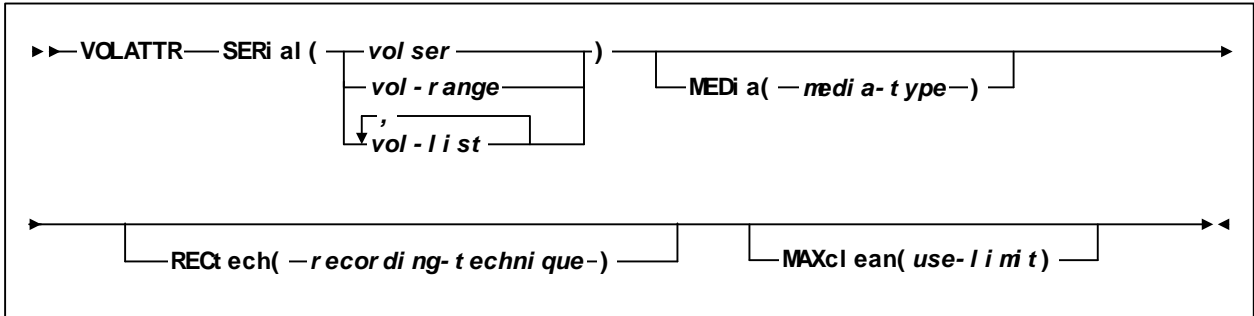 VOLATTR SERial( volser ) MEDia( media-type )
vol-range
,
vol-list
RECtech( recording-technique ) MAXclean( use-limit )